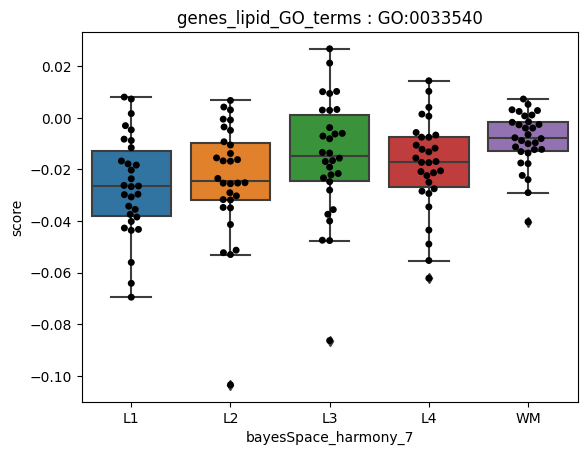 genes_lipid_GO_terms : GO:0033540
0.02
0.00
−0.02
−0.04
−0.06
−0.08
−0.10
score
L1 L2 L3 L4 WM
bayesSpace_harmony_7